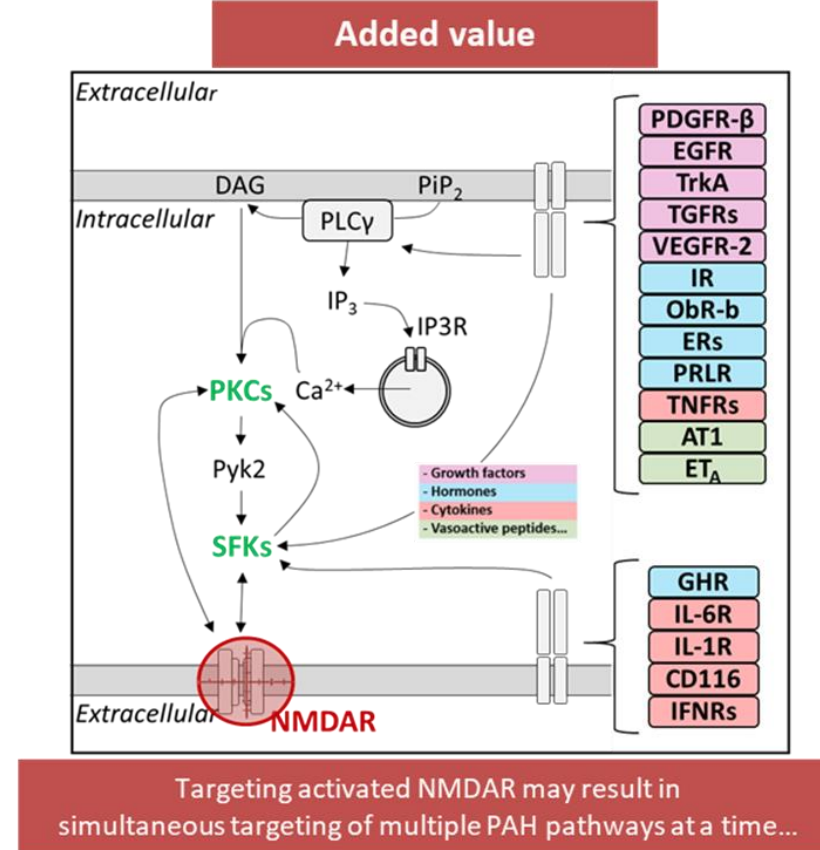 Added value
Extracellular
DAG
PiP2
Intracellular
PLCγ
IP3
IP3R
PKCs
Ca2+
Pyk2
SFKs
- Growth factors
- Hormones
- Cytokines
- Vasoactive peptides...
NMDAR
Extracellular
PDGFR-β
EGFR
TrkA
TGFRs
VEGFR-2
IR
ObR-b
ERs
PRLR
TNFRs
AT1
ETA
GHR
IL-6R
IL-1R
CD116
IFNRs
Targeting activated NMDAR may result in
simultaneous targeting of multiple PAH pathways at a time...